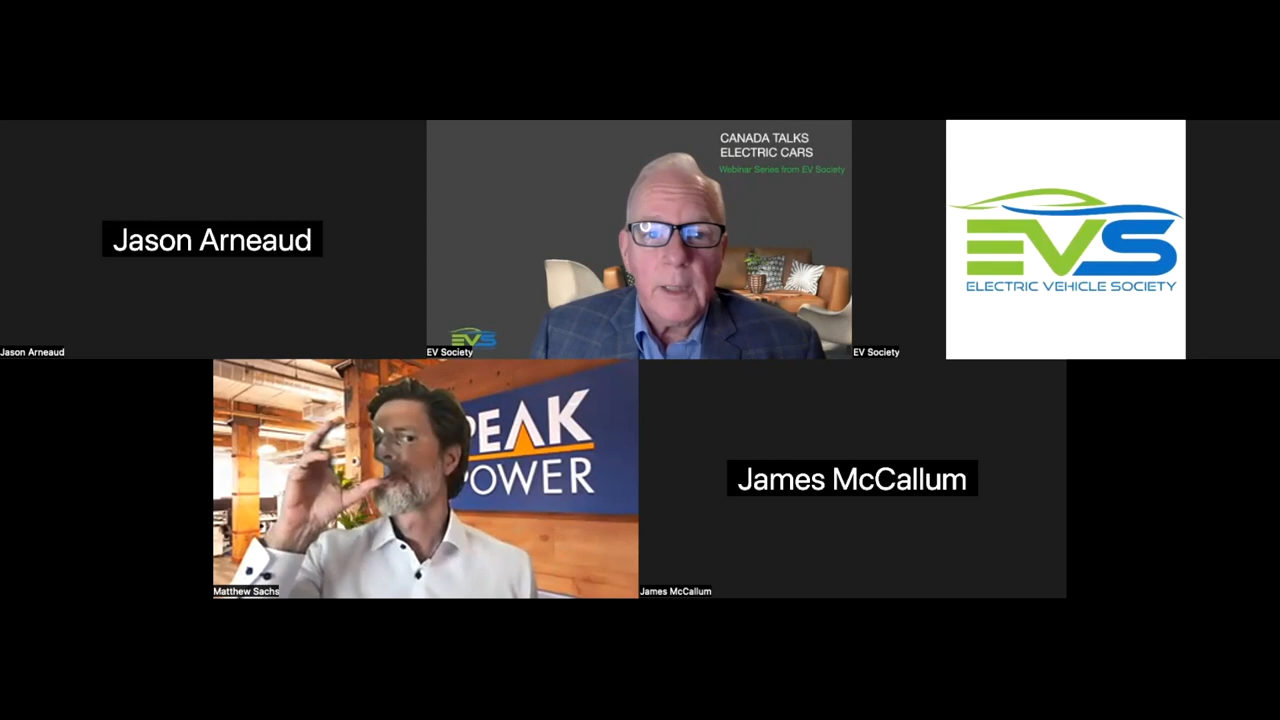 Jason Arneaud
Jason Arneaud
CANADA TALKS
ELECTRIC CARS
Webinar Series from EV Society
EVS
EV Society
EVS
ELECTRIC VEHICLE SOCIETY
EV Society
PEAK
POWER
Matthew Sachs
James McCallum
James McCallum